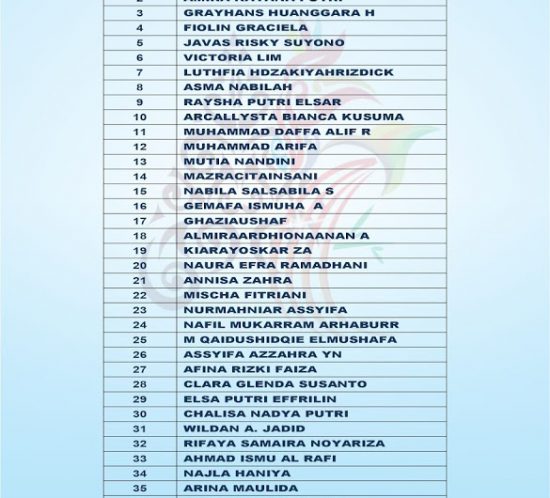 3 GRAYHANS HUANGGARA H
4 FIOLIN GRACIELA
5 JAVAS RISKY SUYONO
6 VICTORIA LIM
7 LUTHFIA HDZAKIYAHRIZDICK
8 ASMA NABILAH
9 RAYSHA PUTRI ELSAR
10 ARCALLYSTA BIANCA KUSUMA
11 MUHAMMAD DAFFA ALIF R
12 MUHAMMAD ARIFA
13 MUTIA NANDINI
14 MAZRACITAINSANI
15 NABILA SALSABILA S
16 GEMAFA ISMUHA A
17 GHAZIAUSHAF
18 ALMIRAARDHIONAANAN A
19 KIARAYOSKAR ZA
20 NAURA EFRA RAMADHANI
21 ANNISA ZAHRA
22 MISCHA FITRIANI
23 NURMAHNIAR ASSYIFA
24 NAFIL MUKARRAM ARHABURR
25 M QAIDUSHIDQIE ELMUSHAFA
26 ASSYIFA AZZAHRA YN
27 AFINA RIZKI FAIZA
28 CLARA GLENDA SUSANTO
29 ELSA PUTRI EFFRILIN
30 CHALISA NADYA PUTRI
31 WILDAN A. JADID
32 RIFAYA SAMAIRA NOYARIZA
33 AHMAD ISMU AL RAFI
34 NAJLA HANIYA
35 ARINA MAULIDA